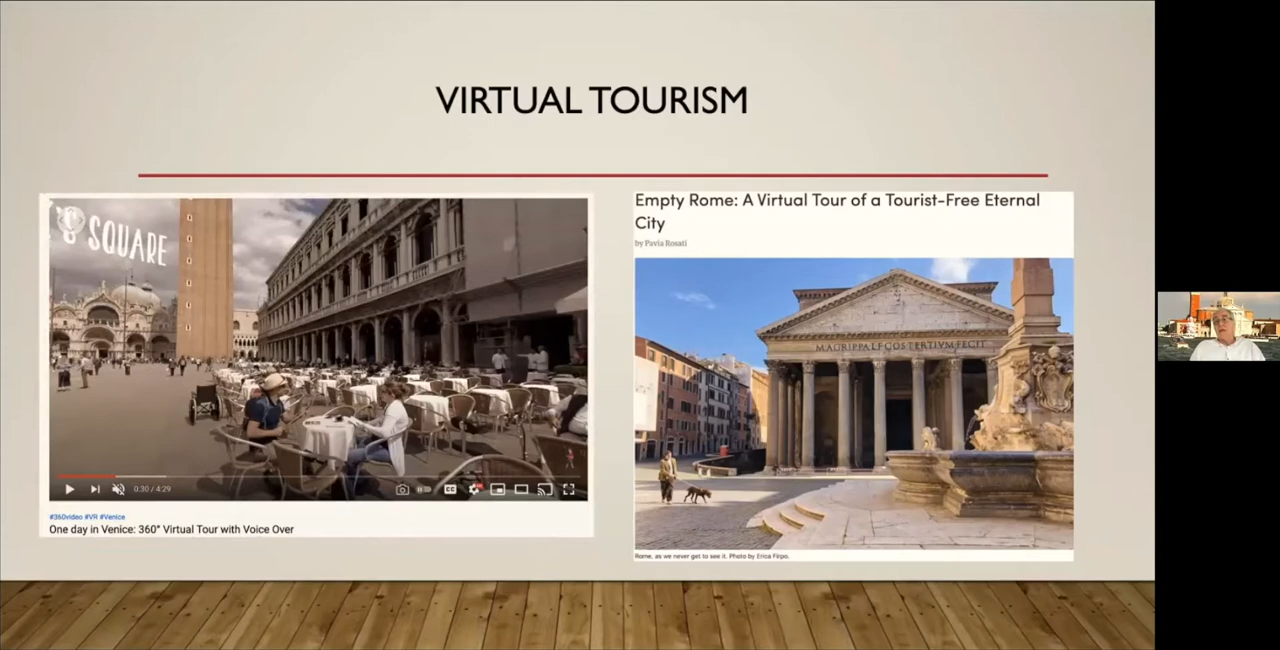 VIRTUAL TOURISM
SQUARE
0:30 / 4:29
#360video #VR #Venice
One day in Venice: 360° Virtual Tour with Voice Over
Empty Rome: A Virtual Tour of a Tourist-Free Eternal
City
by Pavia Rosati
M·AGRIPPA·L·F·COS·TERTIVM·FECIT
Rome, as we never get to see it. Photo by Erica Firpo.